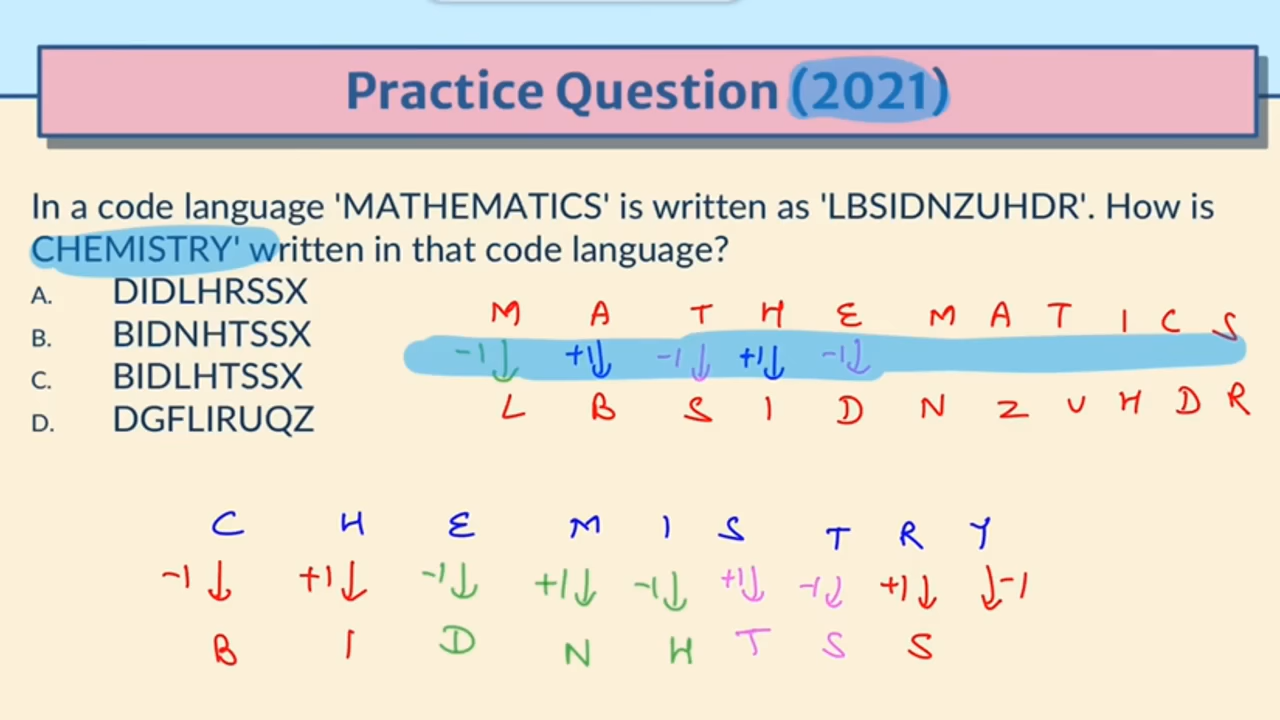 Practice Question (2021)
In a code language 'MATHEMATICS' is written as 'LBSIDNZUHDR'. How is
CHEMISTRY' written in that code language?
A. DIDLHRSSX
B. BIDNHTSSX
C. BIDLHTSSX
D. DGFLIRUQZ
M A T H E M A T I C S
-1↓ +1↓ -1↓ +1↓ -1↓
L B S I D N Z U H D R
C H E M I S T R Y
-1↓ +1↓ -1↓ +1↓ -1↓ +1↓ -1↓ +1↓ ↓-1
B I D N H T S S